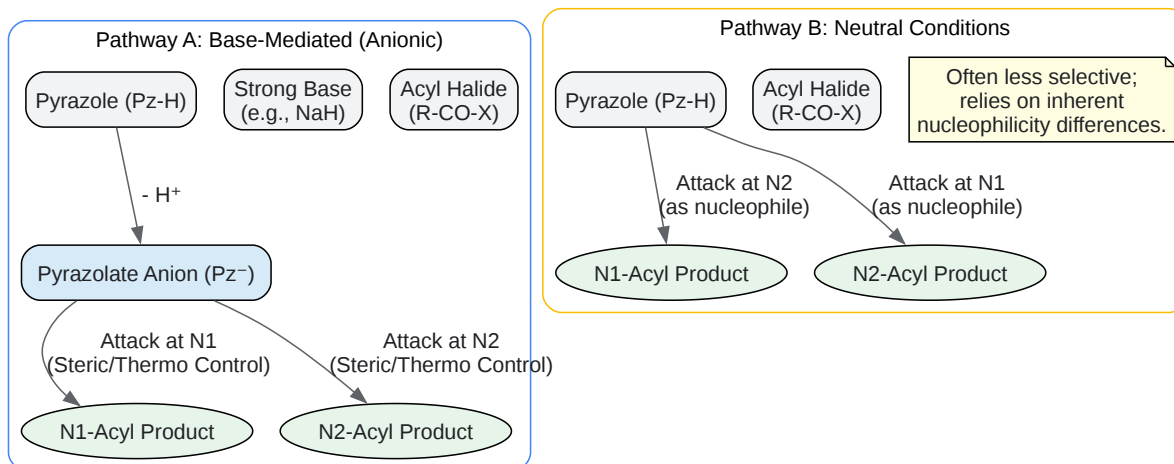 Pathway A: Base-Mediated (Anionic)
Pyrazole (Pz-H)
Strong Base
(e.g., NaH)
Acyl Halide
(R-CO-X)
- H⁺
Pyrazolate Anion (Pz⁻)
Attack at N1
(Steric/Thermo Control)
Attack at N2
(Steric/Thermo Control)
N1-Acyl Product
N2-Acyl Product
Pathway B: Neutral Conditions
Pyrazole (Pz-H)
Acyl Halide
(R-CO-X)
Often less selective;
relies on inherent
nucleophilicity differences.
Attack at N2
(as nucleophile)
Attack at N1
(as nucleophile)
N1-Acyl Product
N2-Acyl Product